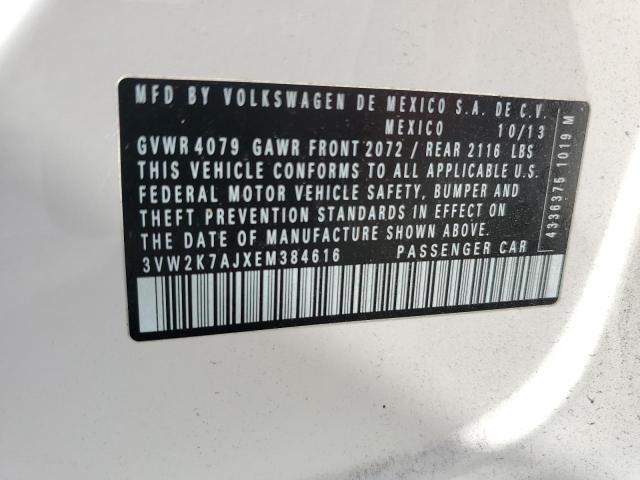 MFD BY VOLKSWAGEN DE MEXICO S.A. DE C.V.
MEXICO 10/13
GVWR 4079 GAWR FRONT 2072 / REAR 2116 LBS
THIS VEHICLE CONFORMS TO ALL APPLICABLE U.S.
FEDERAL MOTOR VEHICLE SAFETY, BUMPER AND
THEFT PREVENTION STANDARDS IN EFFECT ON
THE DATE OF MANUFACTURE SHOWN ABOVE.
3VW2K7AJXEM384616 PASSENGER CAR
4336375 1019 M